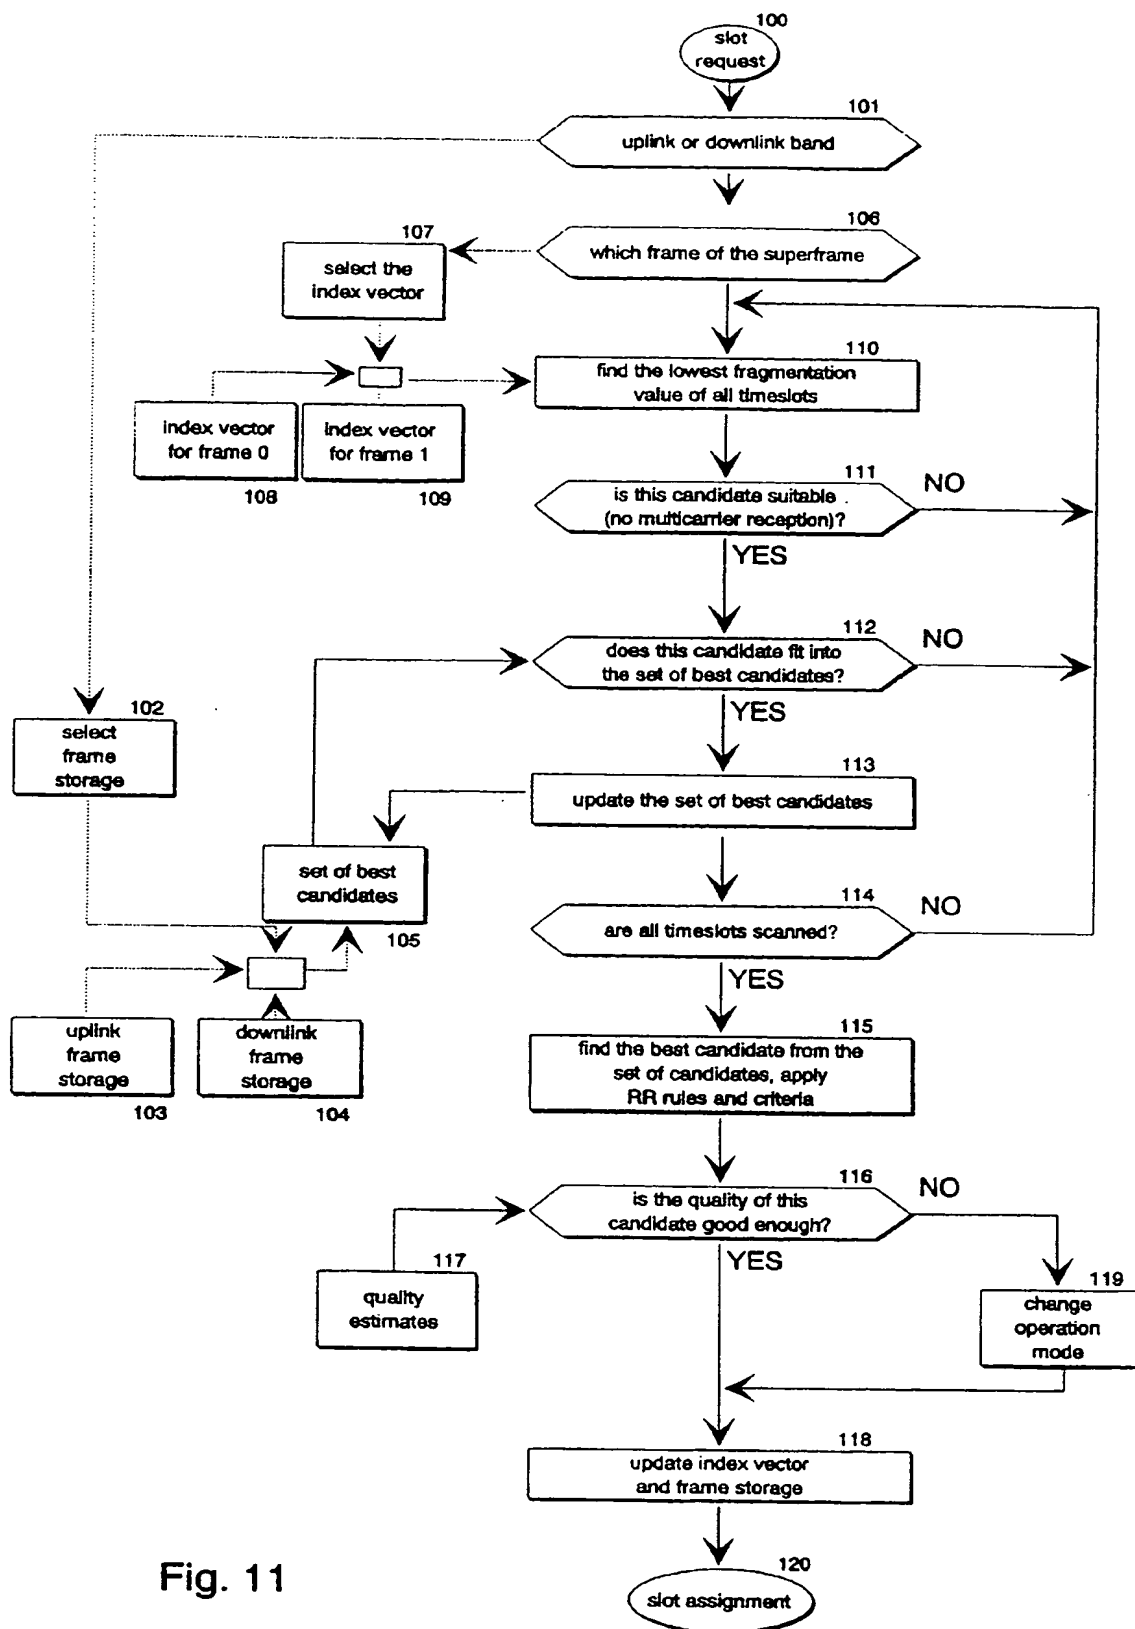 100
slot
request
101
uplink or downlink band
106
which frame of the superframe
107
select the
index vector
110
find the lowest fragmentation
value of all timeslots
index vector
for frame 0
108
index vector
for frame 1
109
111
is this candidate suitable
(no multicarrier reception)?
NO
YES
112
does this candidate fit into
the set of best candidates?
NO
YES
102
select
frame
storage
113
update the set of best candidates
set of best
candidates
105
114
are all timeslots scanned?
NO
YES
uplink
frame
storage
103
downlink
frame
storage
104
115
find the best candidate from the
set of candidates, apply
RR rules and criteria
116
is the quality of this
candidate good enough?
NO
YES
117
quality
estimates
119
change
operation
mode
118
update index vector
and frame storage
120
slot assignment
Fig. 11